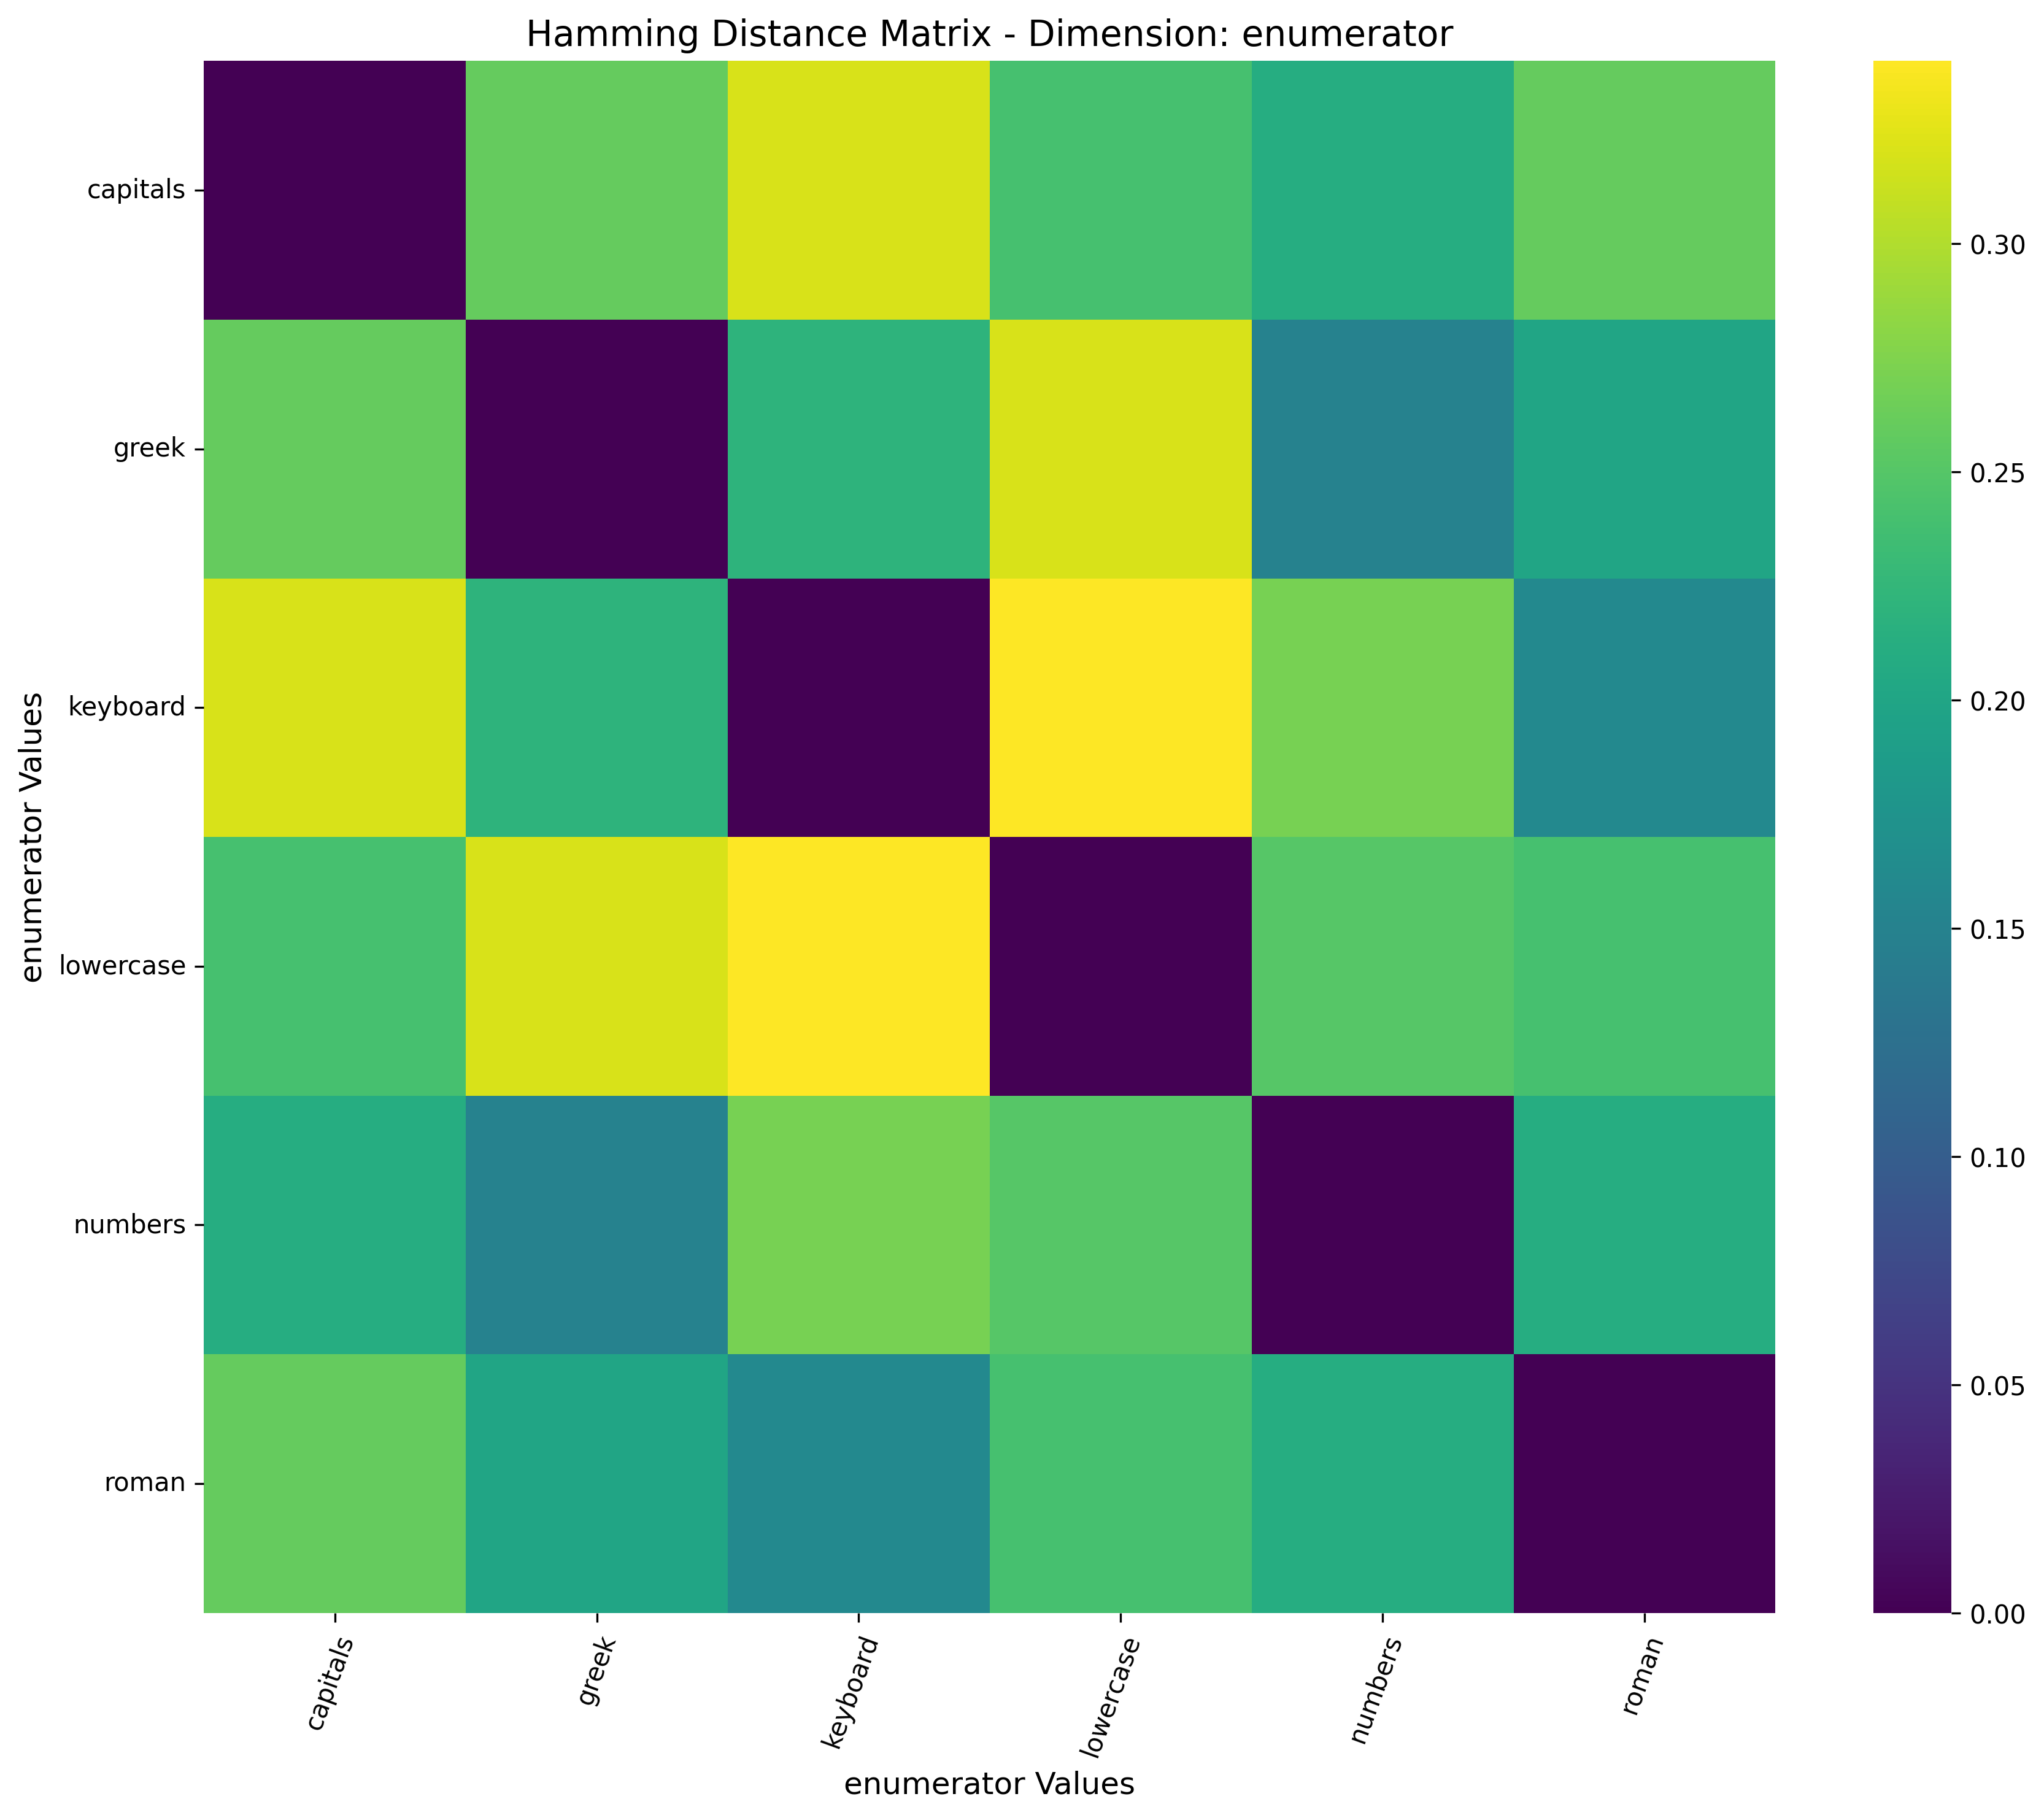 Hamming Distance Matrix - Dimension: enumerator
capitals
greek
keyboard
lowercase
numbers
roman
enumerator Values
capitals
greek
keyboard
lowercase
numbers
roman
enumerator Values
0.30
0.25
0.20
0.15
0.10
0.05
0.00